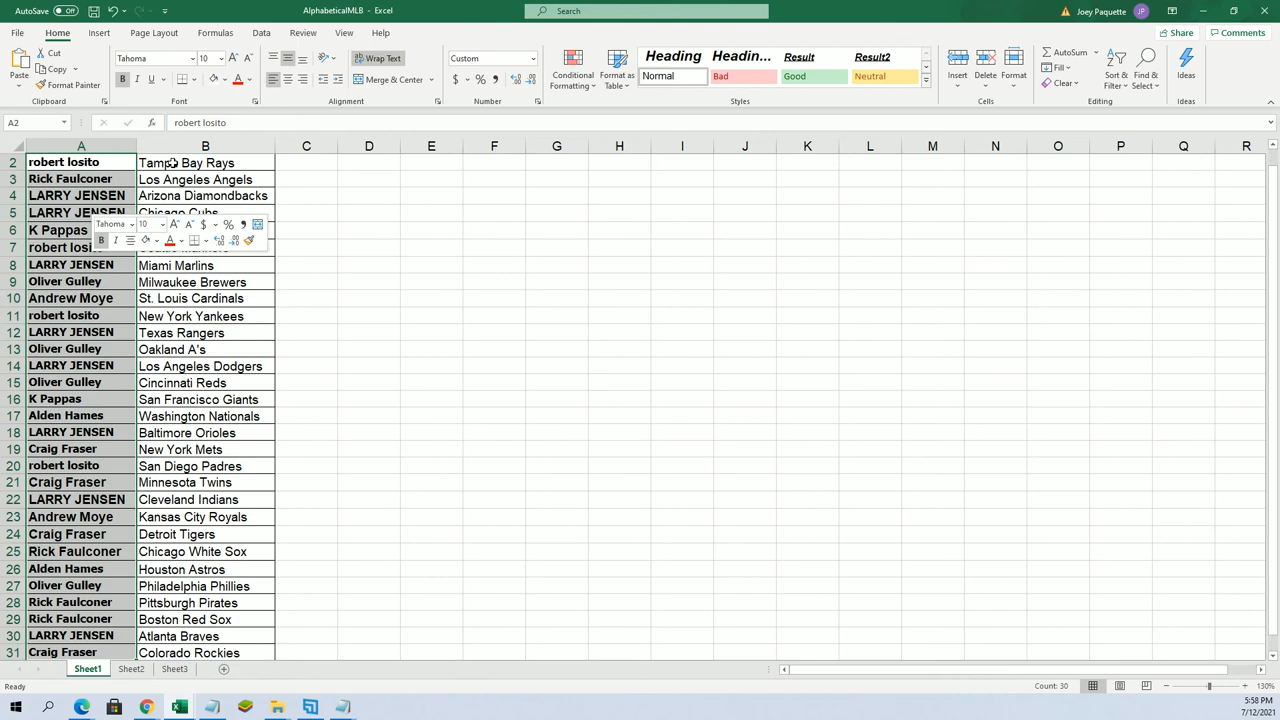 AutoSave Off AlphabeticalMLB - Excel Search Joey Paquette JP
File Home Insert Page Layout Formulas Data Review View Help Share Comments
Cut
Copy
Format Painter
Paste
Clipboard
Tahoma 10
B I U A
Font
Wrap Text
Merge & Center
Alignment
Custom
$ % ,
Number
Conditional Formatting
Format as Table
Heading Headin... Result Result2
Normal Bad Good Neutral
Styles
Insert Delete Format
Cells
AutoSum
Fill
Clear
Sort & Filter
Find & Select
Editing
Ideas
Ideas
A2 fx robert losito
A B C D E F G H I J K L M N O P Q R
2 robert losito Tampa Bay Rays
3 Rick Faulconer Los Angeles Angels
4 LARRY JENSEN Arizona Diamondbacks
5 LARRY JENSEN Chicago Cubs
Tahoma 10 A A $ % ,
6 K Pappas
B I A
7 robert losito
8 LARRY JENSEN Miami Marlins
9 Oliver Gulley Milwaukee Brewers
10 Andrew Moye St. Louis Cardinals
11 robert losito New York Yankees
12 LARRY JENSEN Texas Rangers
13 Oliver Gulley Oakland A's
14 LARRY JENSEN Los Angeles Dodgers
15 Oliver Gulley Cincinnati Reds
16 K Pappas San Francisco Giants
17 Alden Hames Washington Nationals
18 LARRY JENSEN Baltimore Orioles
19 Craig Fraser New York Mets
20 robert losito San Diego Padres
21 Craig Fraser Minnesota Twins
22 LARRY JENSEN Cleveland Indians
23 Andrew Moye Kansas City Royals
24 Craig Fraser Detroit Tigers
25 Rick Faulconer Chicago White Sox
26 Alden Hames Houston Astros
27 Oliver Gulley Philadelphia Phillies
28 Rick Faulconer Pittsburgh Pirates
29 Rick Faulconer Boston Red Sox
30 LARRY JENSEN Atlanta Braves
31 Craig Fraser Colorado Rockies
Sheet1 Sheet2 Sheet3
Ready Count: 30 130%
5:58 PM
7/12/2021